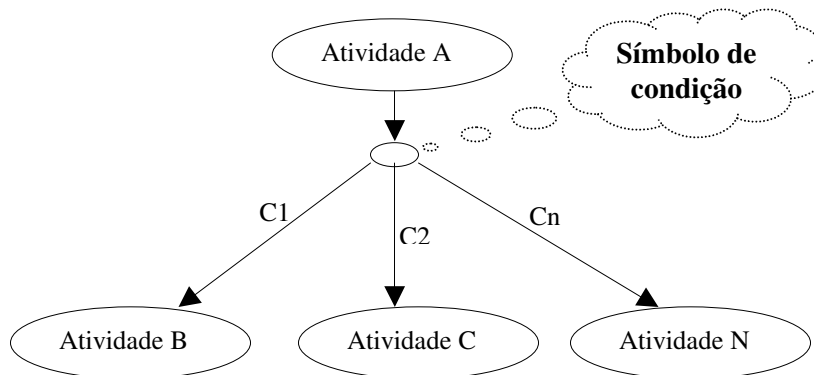 Atividade A
Símbolo de
condição
C1
C2
Cn
Atividade B
Atividade C
Atividade N